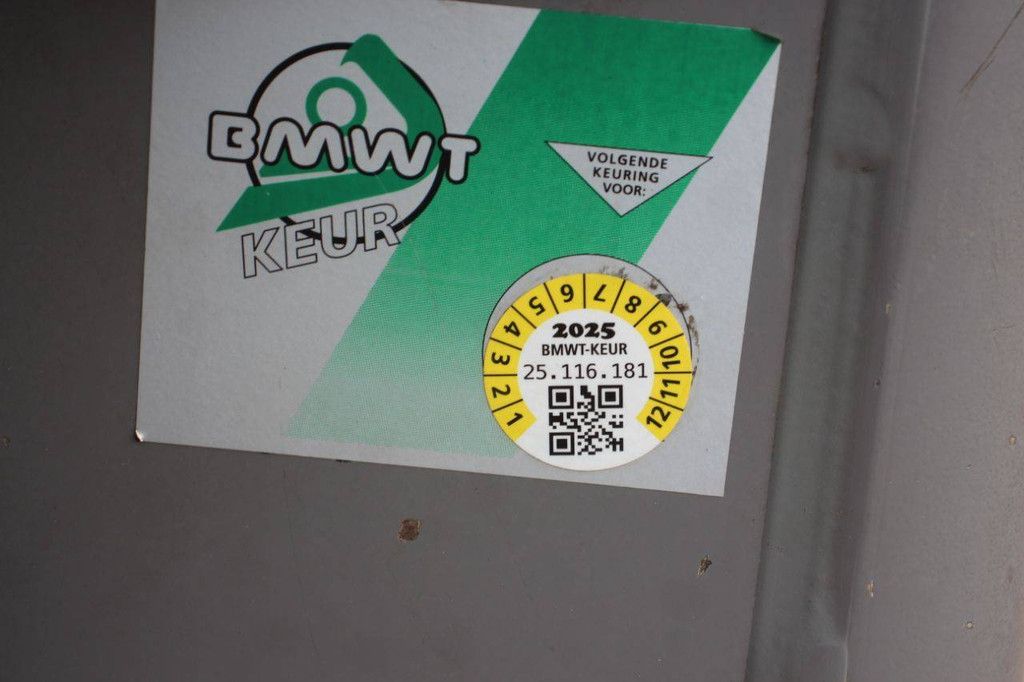 BMWT
KEUR
VOLGENDE
KEURING
VOOR:
1 2 3 4 5 6 7 8 9 10 11 12
2025
BMWT-KEUR
25.116.181